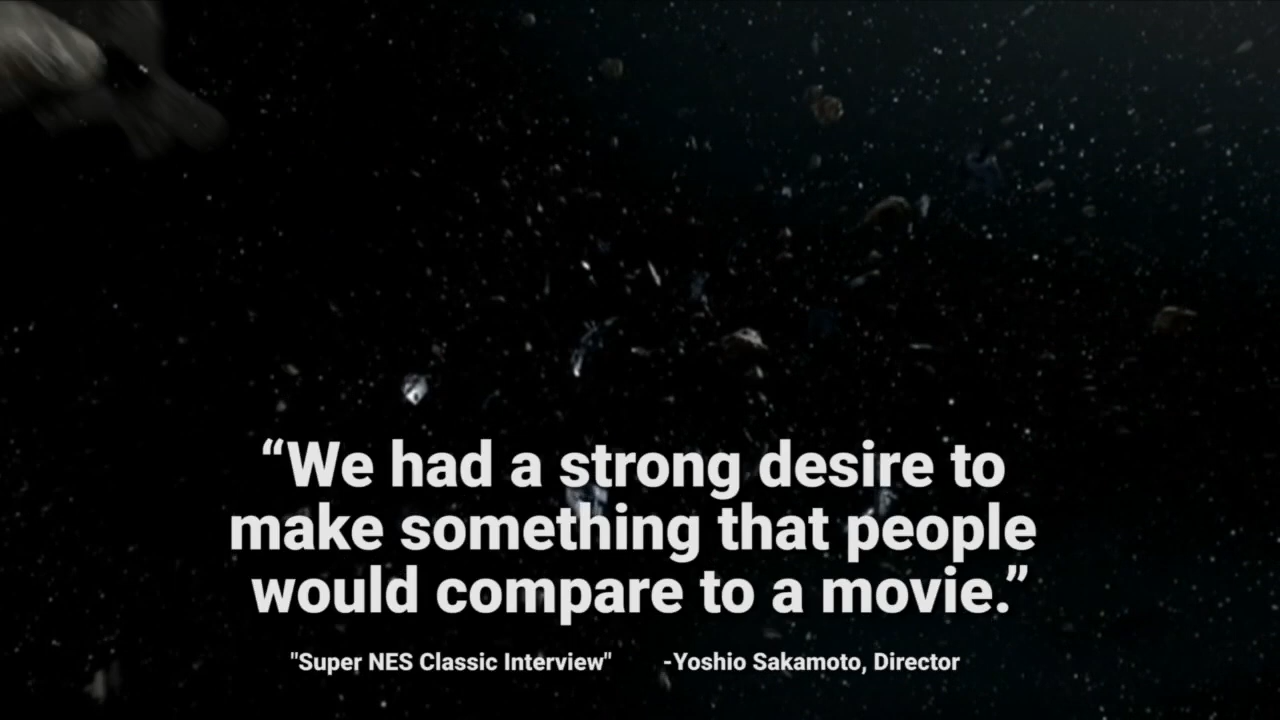 “We had a strong desire to
make something that people
would compare to a movie.”
"Super NES Classic Interview" -Yoshio Sakamoto, Director